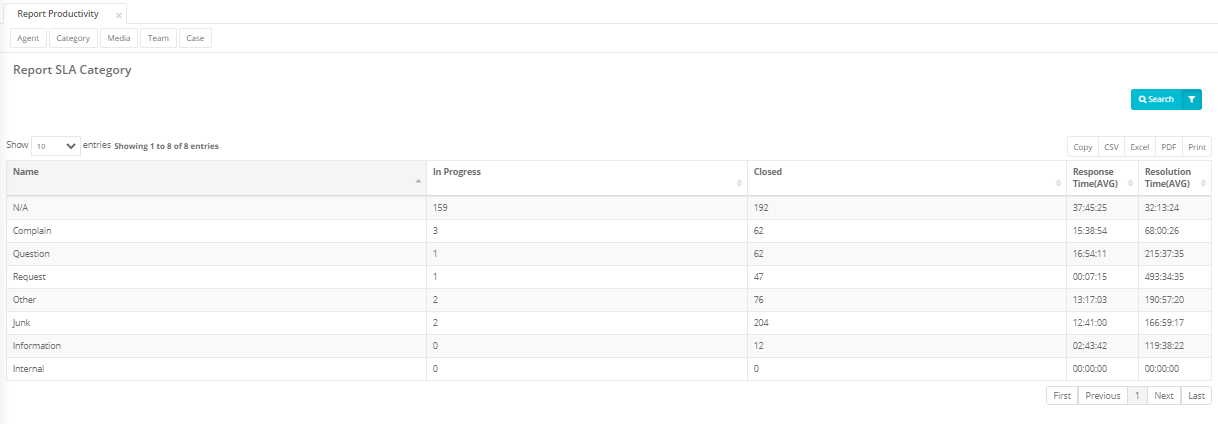 Report Productivity ×
Agent Category Media Team Case
Report SLA Category
Search
Show 10 entries Showing 1 to 8 of 8 entries
Copy CSV Excel PDF Print
Name In Progress Closed Response Time(AVG) Resolution Time(AVG)
N/A 159 192 37:45:25 32:13:24
Complain 3 62 15:38:54 68:00:26
Question 1 62 16:54:11 215:37:35
Request 1 47 00:07:15 493:34:35
Other 2 76 13:17:03 190:57:20
Junk 2 204 12:41:00 166:59:17
Information 0 12 02:43:42 119:38:22
Internal 0 0 00:00:00 00:00:00
First Previous 1 Next Last